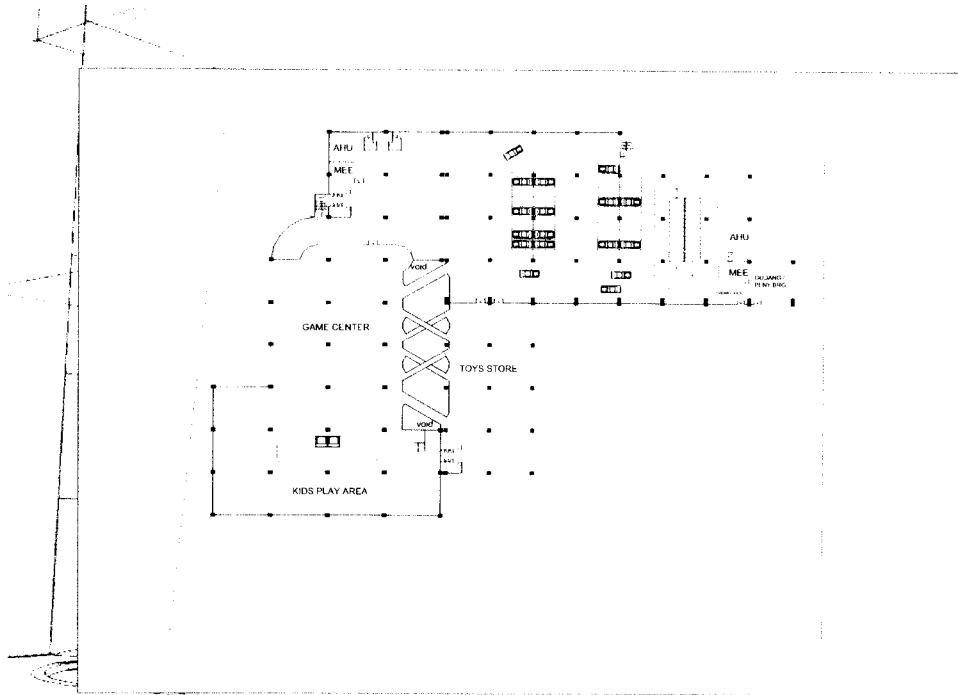 AHU
MEE
AHU
void
MEE
GAME CENTER
TOYS STORE
void
KIDS PLAY AREA